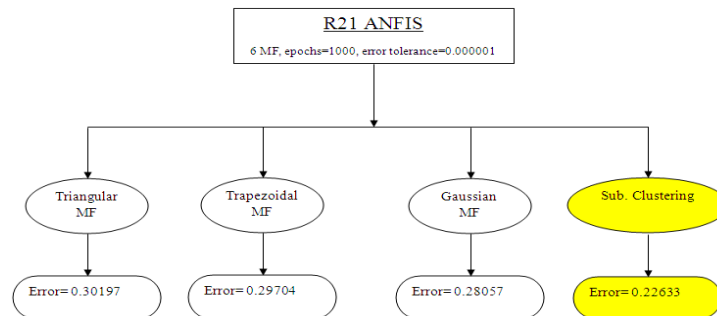 R21 ANFIS
6 MF, epochs=1000, error tolerance=0.000001
Triangular
MF
Trapezoidal
MF
Gaussian
MF
Sub. Clustering
Error= 0.30197
Error= 0.29704
Error= 0.28057
Error= 0.22633